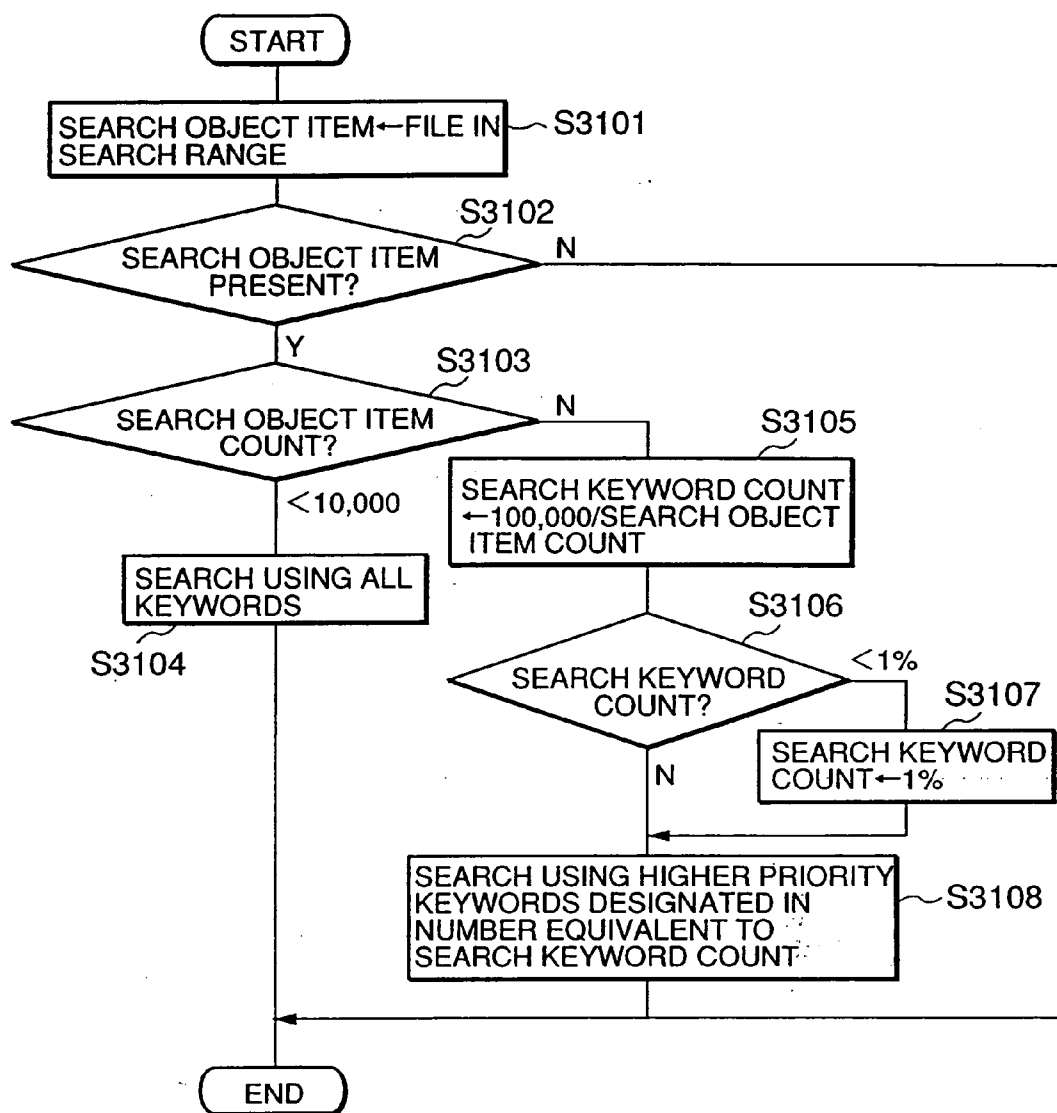 START
SEARCH OBJECT ITEM←FILE IN
SEARCH RANGE
S3101
S3102
SEARCH OBJECT ITEM
PRESENT?
N
Y
S3103
SEARCH OBJECT ITEM
COUNT?
N
<10,000
S3105
SEARCH KEYWORD COUNT
←100,000/SEARCH OBJECT
ITEM COUNT
SEARCH USING ALL
KEYWORDS
S3104
S3106
SEARCH KEYWORD
COUNT?
<1%
N
S3107
SEARCH KEYWORD
COUNT←1%
SEARCH USING HIGHER PRIORITY
KEYWORDS DESIGNATED IN
NUMBER EQUIVALENT TO
SEARCH KEYWORD COUNT
S3108
END